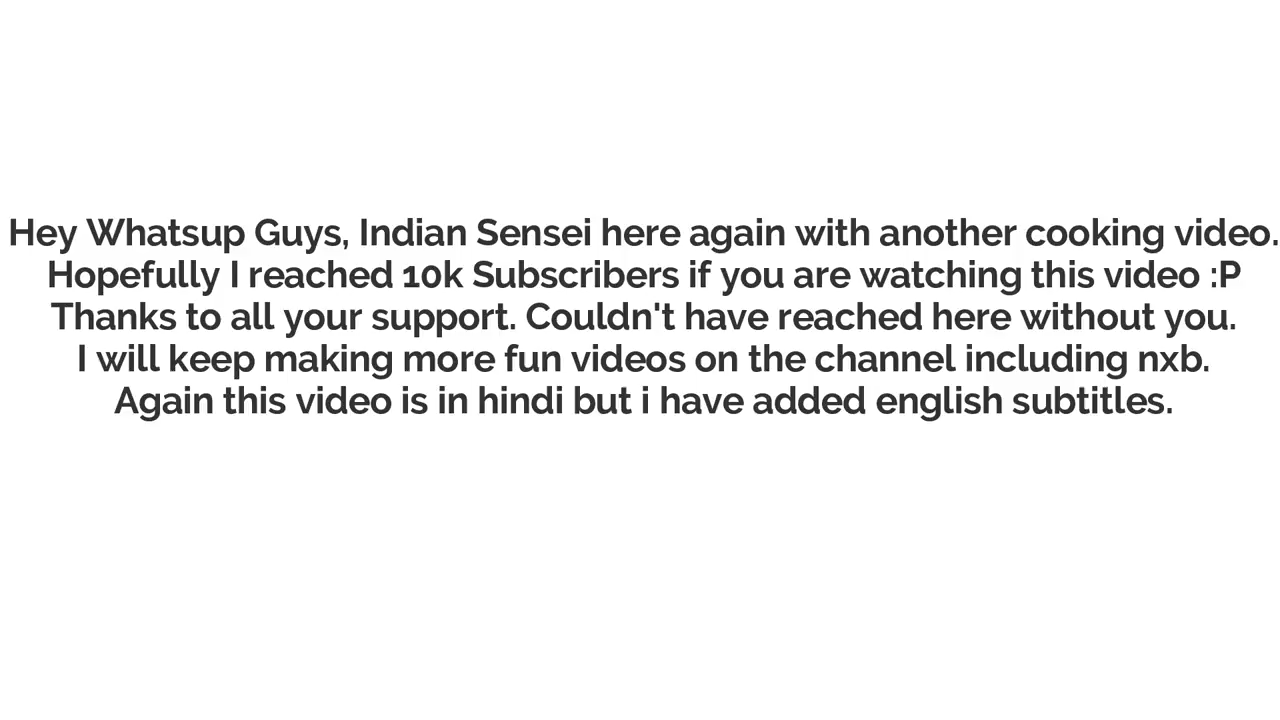 Hey Whatsup Guys, Indian Sensei here again with another cooking video.
Hopefully I reached 10k Subscribers if you are watching this video :P
Thanks to all your support. Couldn't have reached here without you.
I will keep making more fun videos on the channel including nxb.
Again this video is in hindi but i have added english subtitles.